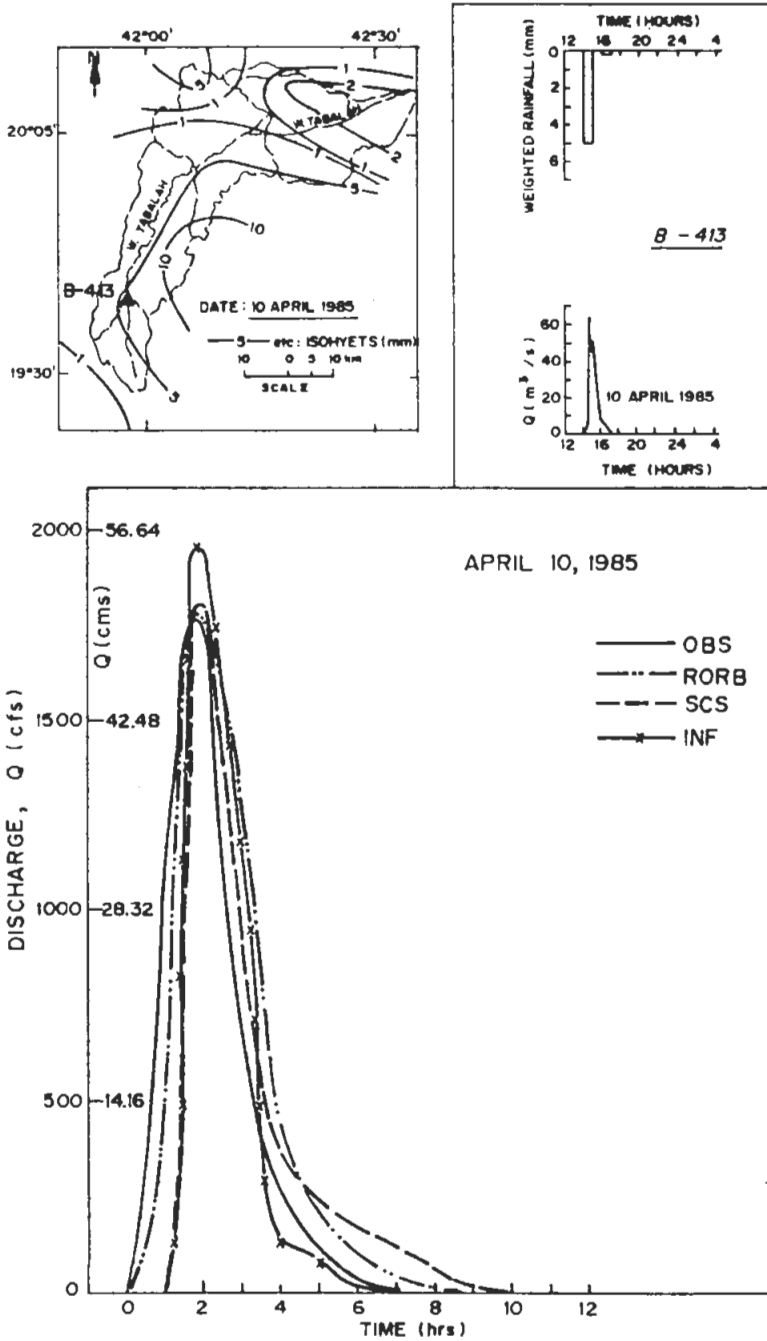 42°00'
42°30'
N
20°05'
19°30'
5
1
1
1
2
W. TABALAH
1
1
2
5
W. TABALAH
10
10
B-413
DATE: 10 APRIL 1985
5 etc: ISOHYETS (mm)
10 0 5 10 km
SCALE
1
5
TIME (HOURS)
12 16 20 24 4
WEIGHTED RAINFALL (mm)
0
2
4
6
B - 413
Q (m³/s)
60
40
20
0
10 APRIL 1985
12 16 20 24 4
TIME (HOURS)
APRIL 10, 1985
OBS
RORB
SCS
INF
DISCHARGE, Q (cfs)
Q (cms)
2000 56.64
1500 42.48
1000 28.32
500 14.16
0
0 2 4 6 8 10 12
TIME (hrs)